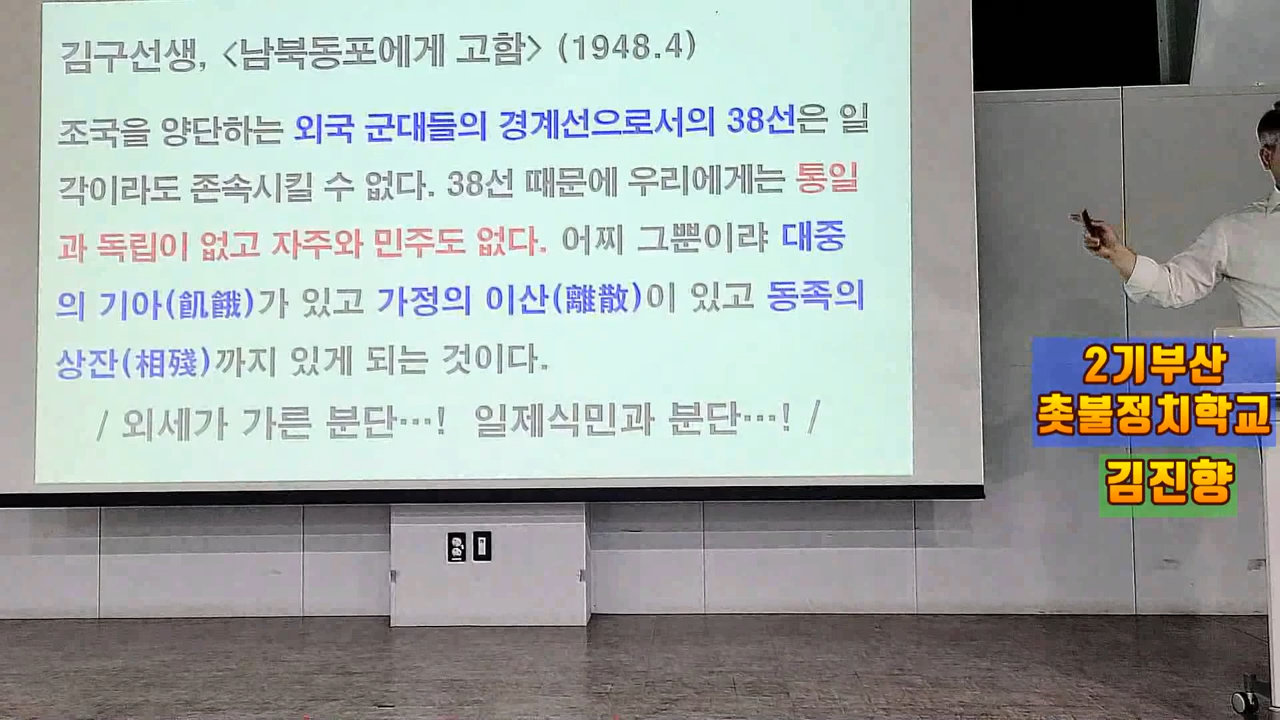 김구선생, <남북동포에게 고함> (1948.4)
조국을 양단하는 외국 군대들의 경계선으로서의 38선은 일
각이라도 존속시킬 수 없다. 38선 때문에 우리에게는 통일
과 독립이 없고 자주와 민주도 없다. 어찌 그뿐이랴 대중
의 기아(飢餓)가 있고 가정의 이산(離散)이 있고 동족의
상잔(相殘)까지 있게 되는 것이다.
/ 외세가 가른 분단…! 일제식민과 분단…! /
2기부산
촛불정치학교
김진향